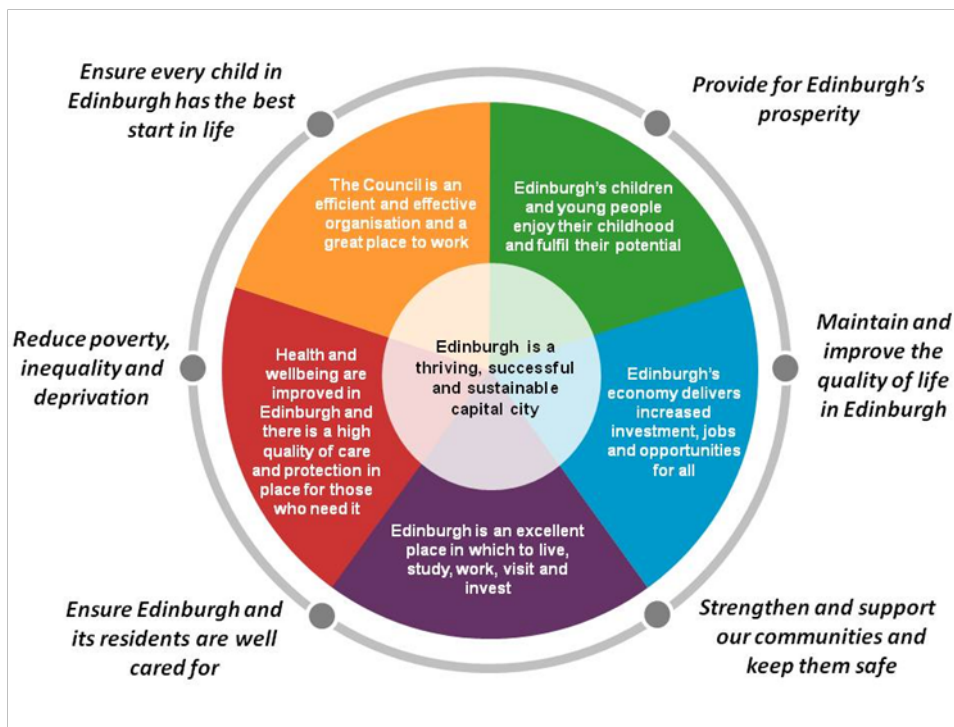 Ensure every child in
Edinburgh has the best
start in life
Provide for Edinburgh's
prosperity
The Council is an
efficient and effective
organisation and a
great place to work
Edinburgh's children
and young people
enjoy their childhood
and fulfil their potential
Reduce poverty,
inequality and
deprivation
Health and
wellbeing are
improved in
Edinburgh and
there is a high
quality of care
and protection in
place for those
who need it
Edinburgh is a
thriving, successful
and sustainable
capital city
Edinburgh's
economy delivers
increased
investment, jobs
and opportunities
for all
Maintain and
improve the
quality of life
in Edinburgh
Edinburgh is an excellent
place in which to live,
study, work, visit and
invest
Ensure Edinburgh and
its residents are well
cared for
Strengthen and support
our communities and
keep them safe